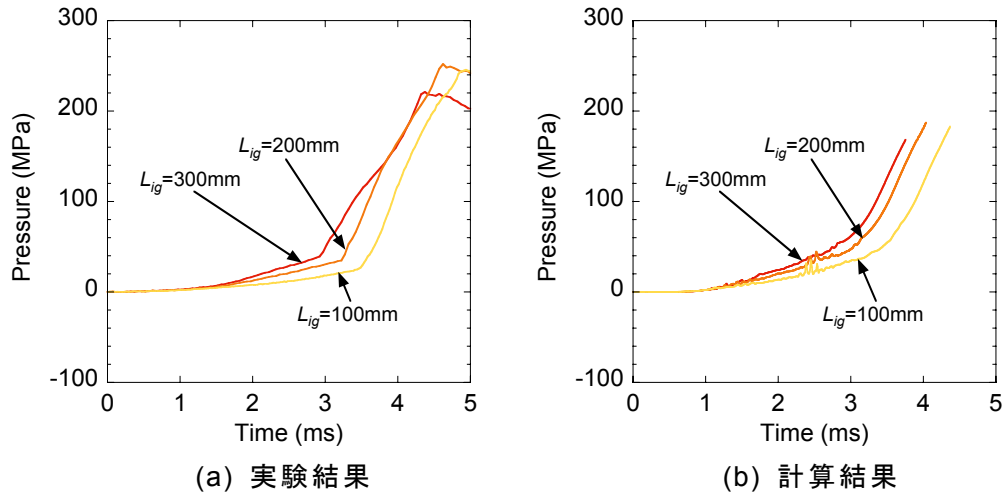 300
200
100
0
-100
Pressure (MPa)
0 1 2 3 4 5
Time (ms)
L_ig=200mm
L_ig=300mm
L_ig=100mm
(a) 実験結果
300
200
100
0
-100
Pressure (MPa)
0 1 2 3 4 5
Time (ms)
L_ig=200mm
L_ig=300mm
L_ig=100mm
(b) 計算結果